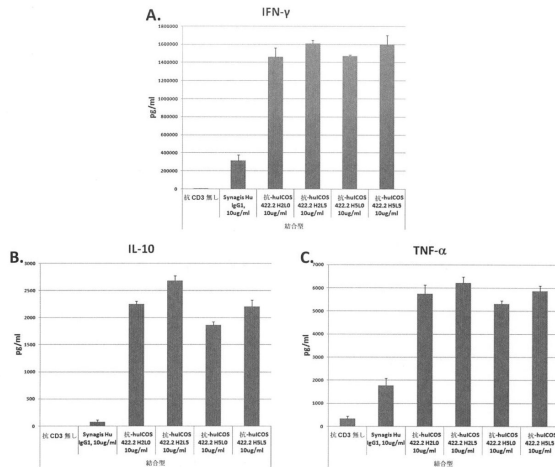 A.
IFN-γ
pg/ml
1800000
1600000
1400000
1200000
1000000
800000
600000
400000
200000
0
抗 CD3 無し
Synagis Hu IgG1, 10ug/ml
抗-huICOS 422.2 H2L0 10ug/ml
抗-huICOS 422.2 H2L5 10ug/ml
抗-huICOS 422.2 H5L0 10ug/ml
抗-huICOS 422.2 H5L5 10ug/ml
結合型
B.
IL-10
pg/ml
3000
2500
2000
1500
1000
500
0
抗 CD3 無し
Synagis Hu IgG1, 10ug/ml
抗-huICOS 422.2 H2L0 10ug/ml
抗-huICOS 422.2 H2L5 10ug/ml
抗-huICOS 422.2 H5L0 10ug/ml
抗-huICOS 422.2 H5L5 10ug/ml
結合型
C.
TNF-α
pg/ml
7000
6000
5000
4000
3000
2000
1000
0
抗 CD3 無し
Synagis Hu IgG1, 10ug/ml
抗-huICOS 422.2 H2L0 10ug/ml
抗-huICOS 422.2 H2L5 10ug/ml
抗-huICOS 422.2 H5L0 10ug/ml
抗-huICOS 422.2 H5L5 10ug/ml
結合型